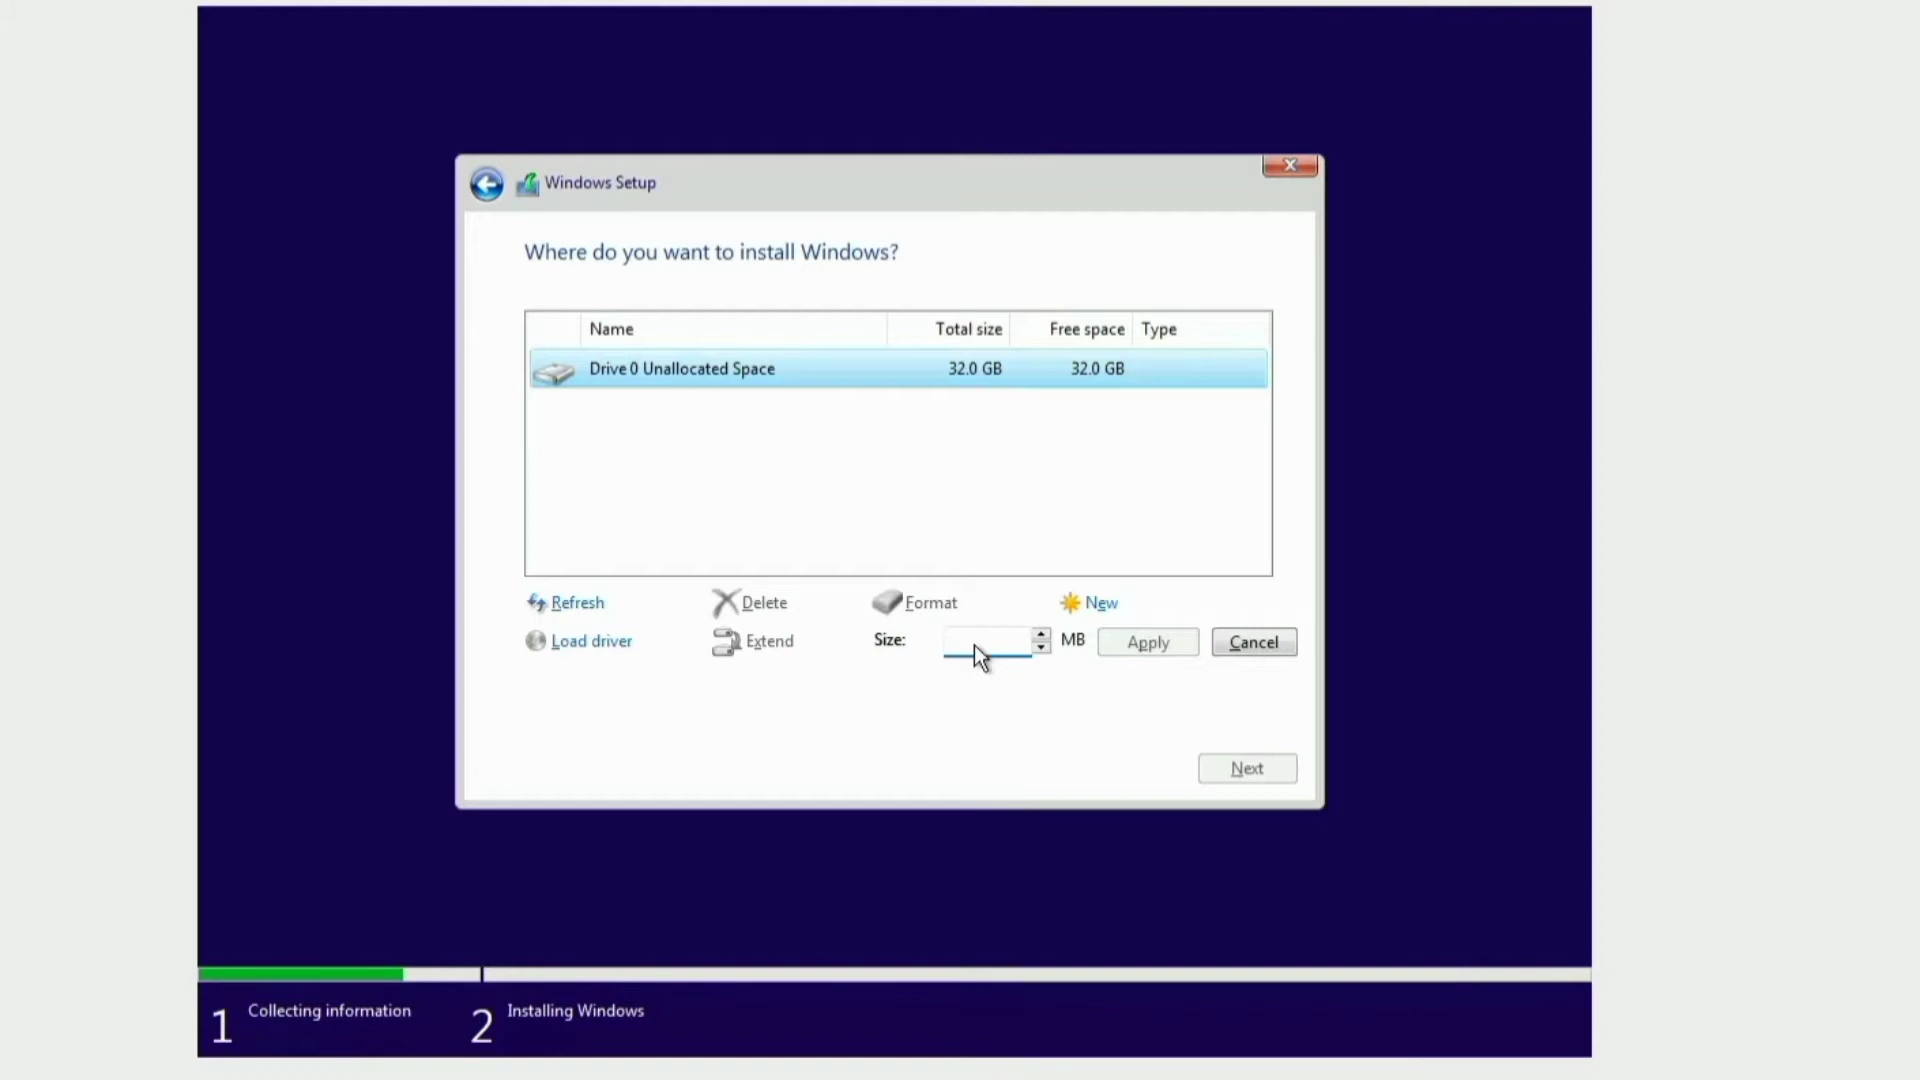 Windows Setup
Where do you want to install Windows?
Name Total size Free space Type
Drive 0 Unallocated Space 32.0 GB 32.0 GB
Refresh Delete Format New
Load driver Extend Size: MB Apply Cancel
Next
1 Collecting information 2 Installing Windows